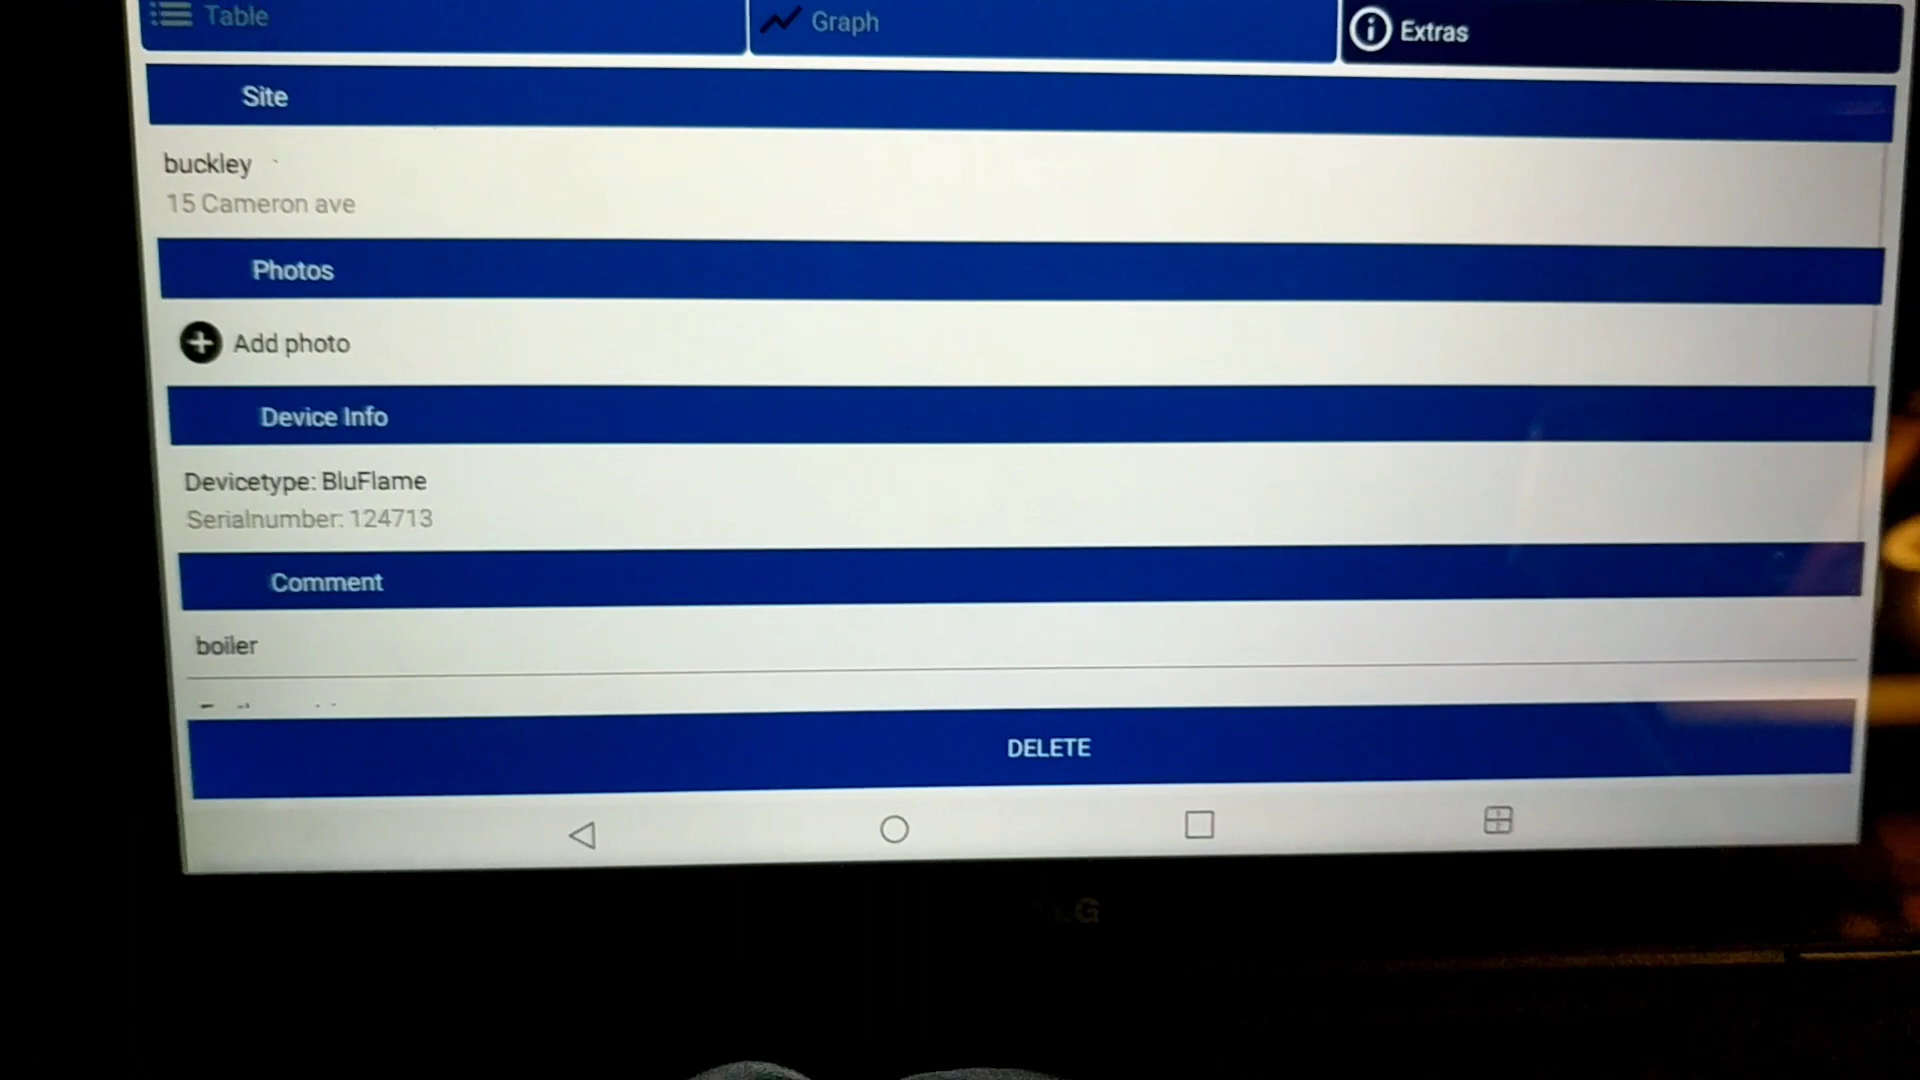 Table
Graph
Extras
Site
buckley
15 Cameron ave
Photos
Add photo
Device Info
Devicetype: BluFlame
Serialnumber: 124713
Comment
boiler
DELETE
LG